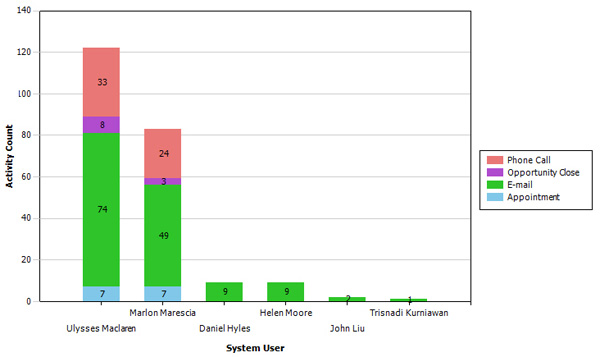 140
120
100
80
60
40
20
0
Activity Count
33
8
74
7
24
3
49
7
9
9
2
1
Marlon Marescia Helen Moore Trisnadi Kurniawan
Ulysses Maclaren Daniel Hyles John Liu
System User
Phone Call
Opportunity Close
E-mail
Appointment